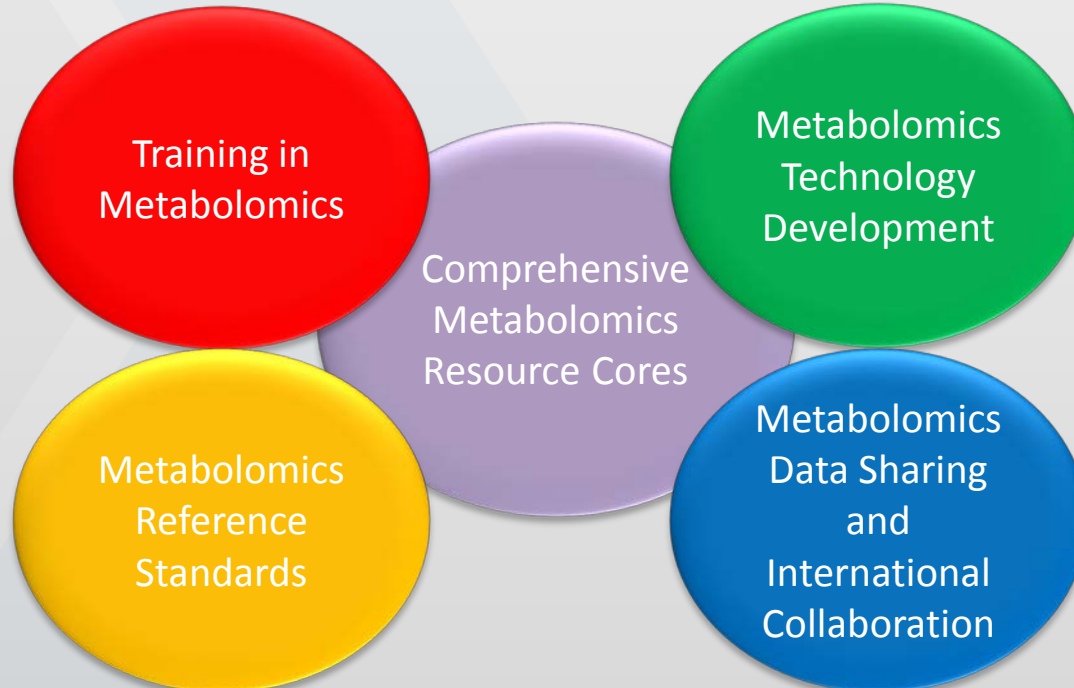 Training in
Metabolomics
Metabolomics
Technology
Development
Comprehensive
Metabolomics
Resource Cores
Metabolomics
Reference
Standards
Metabolomics
Data Sharing
and
International
Collaboration